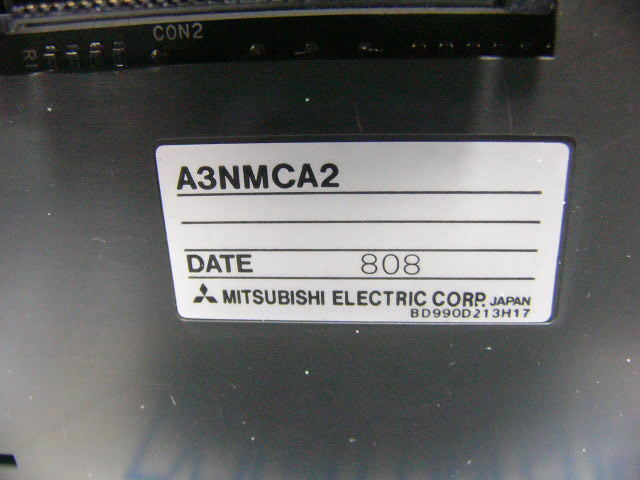 CON2
A3NMCA2
DATE 808
MITSUBISHI ELECTRIC CORP. JAPAN
BD990D213H17